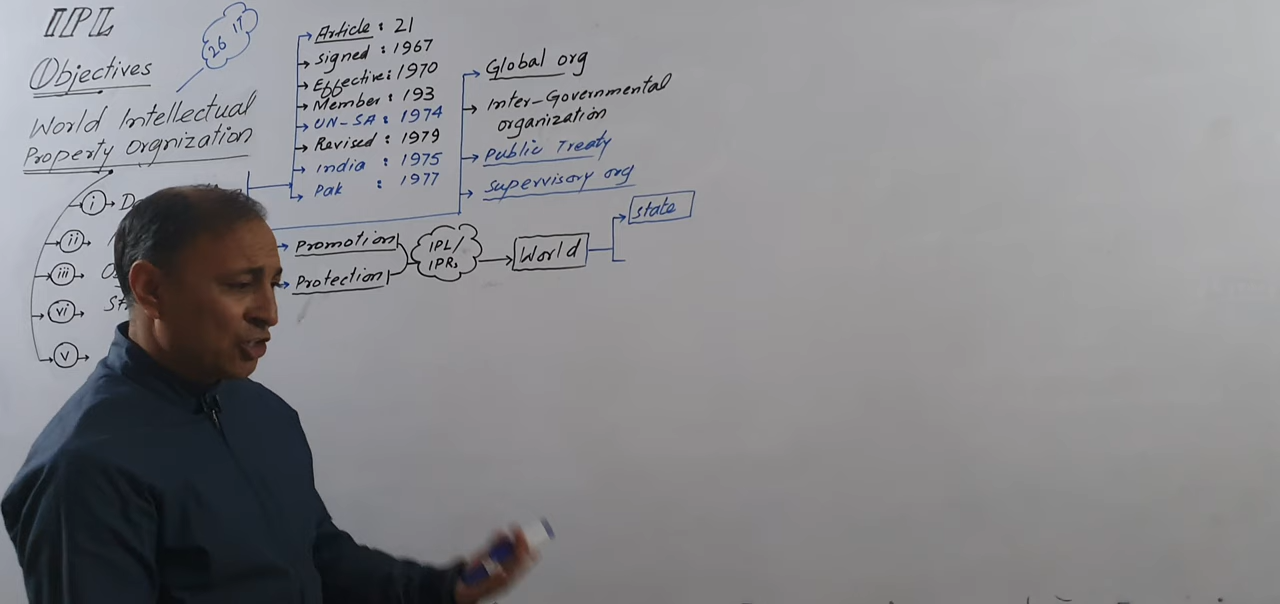 IPL
① Objectives
26 17
World Intellectual
Property Orgnization
Article : 21
Signed : 1967
Effective : 1970
Member : 193
UN-SA : 1974
Revised : 1979
India : 1975
Pak : 1977
Global org
Inter-Governmental
organization
Public Treaty
Supervisory org
i
ii
iii
vi
v
Promotion
Protection
IPL/
IPRs
World
state